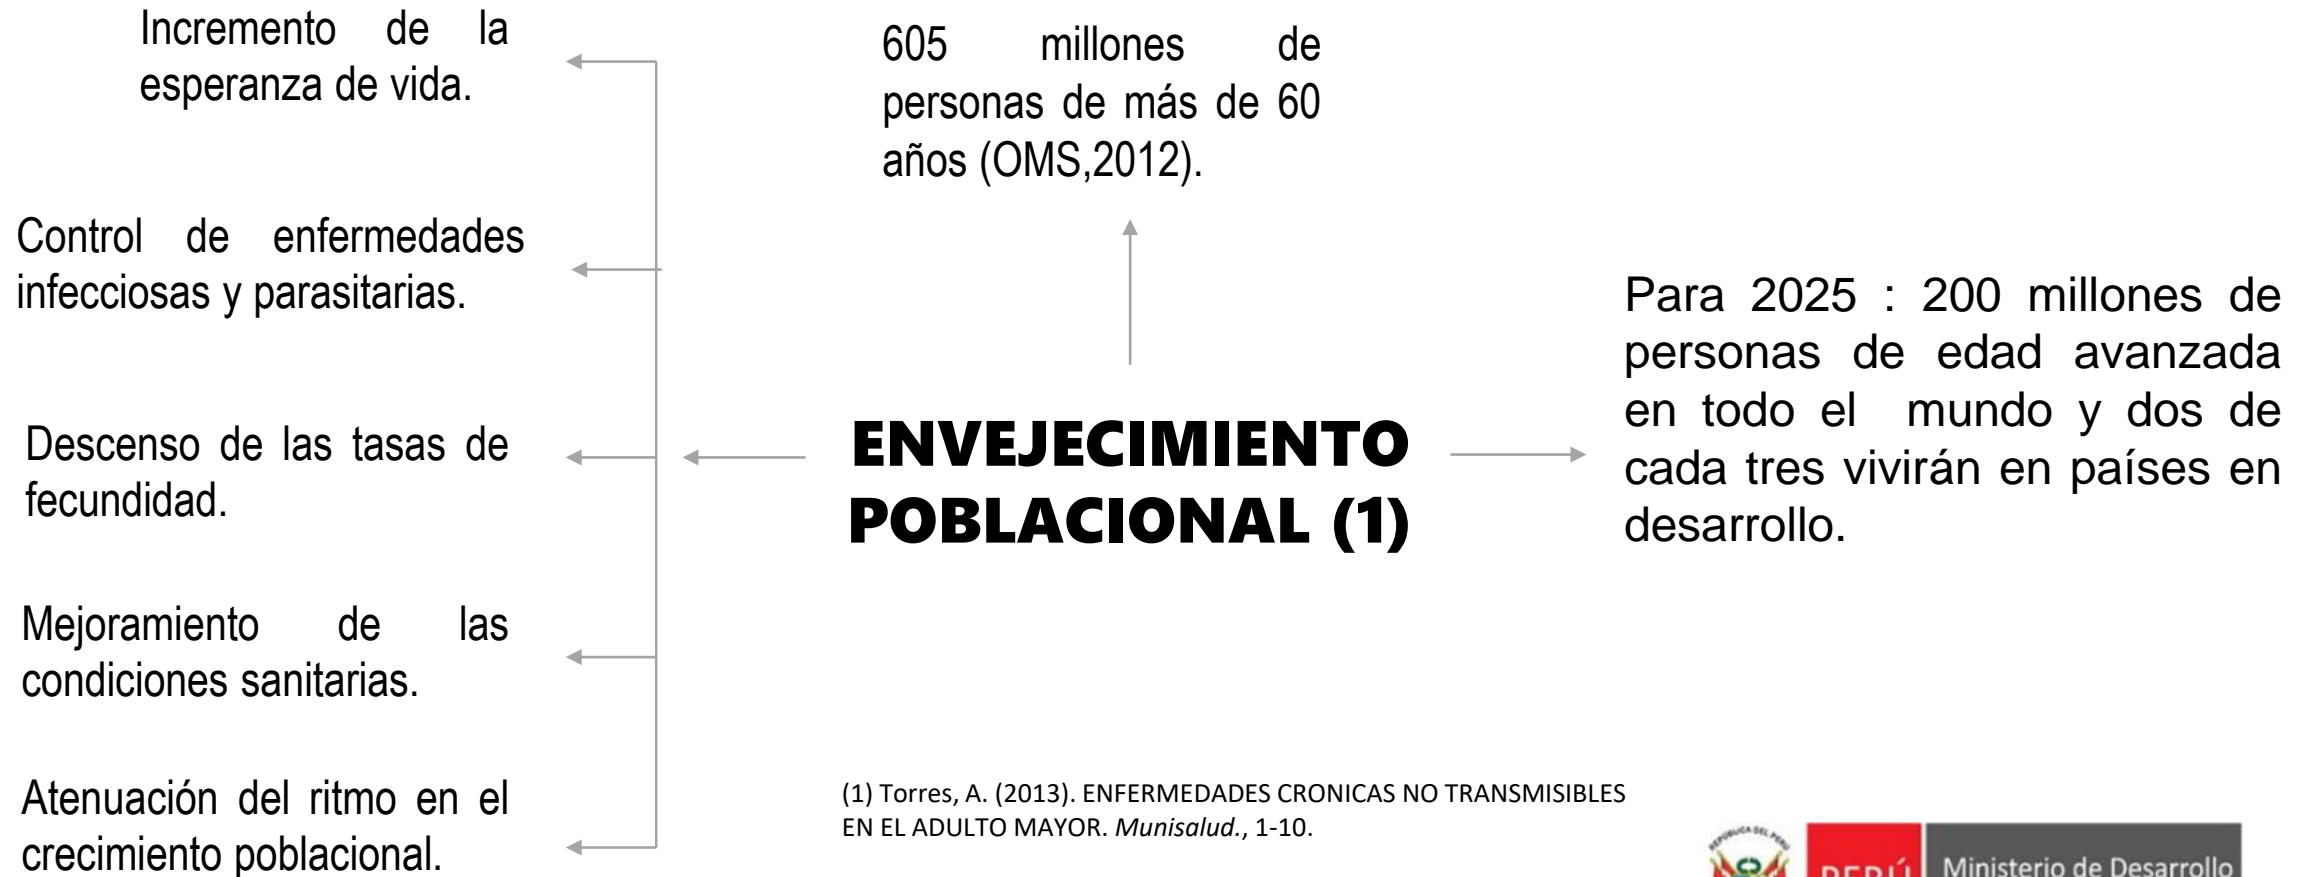 Incremento de la
esperanza de vida.
605 millones de
personas de más de 60
años (OMS,2012).
Control de enfermedades
infecciosas y parasitarias.
Para 2025 : 200 millones de
personas de edad avanzada
en todo el mundo y dos de
cada tres vivirán en países en
desarrollo.
Descenso de las tasas de
fecundidad.
ENVEJECIMIENTO
POBLACIONAL (1)
Mejoramiento de las
condiciones sanitarias.
Atenuación del ritmo en el
crecimiento poblacional.
(1) Torres, A. (2013). ENFERMEDADES CRONICAS NO TRANSMISIBLES
EN EL ADULTO MAYOR. Munisalud., 1-10.
REPÚBLICA DEL PERÚ
PERÚ
Ministerio de Desarrollo